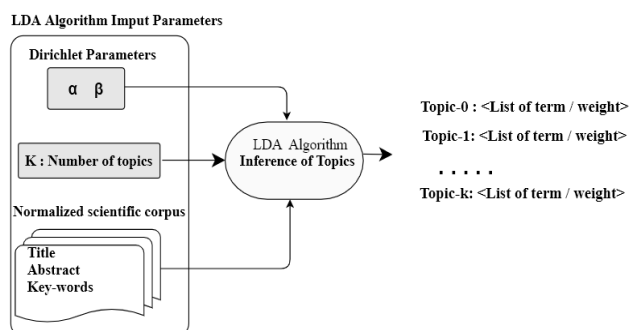 LDA Algorithm Imput Parameters
Dirichlet Parameters
α β
K : Number of topics
Normalized scientific corpus
Title
Abstract
Key-words
LDA Algorithm
Inference of Topics
Topic-0 : <List of term / weight>
Topic-1: <List of term / weight>
. . . . .
Topic-k: <List of term / weight>